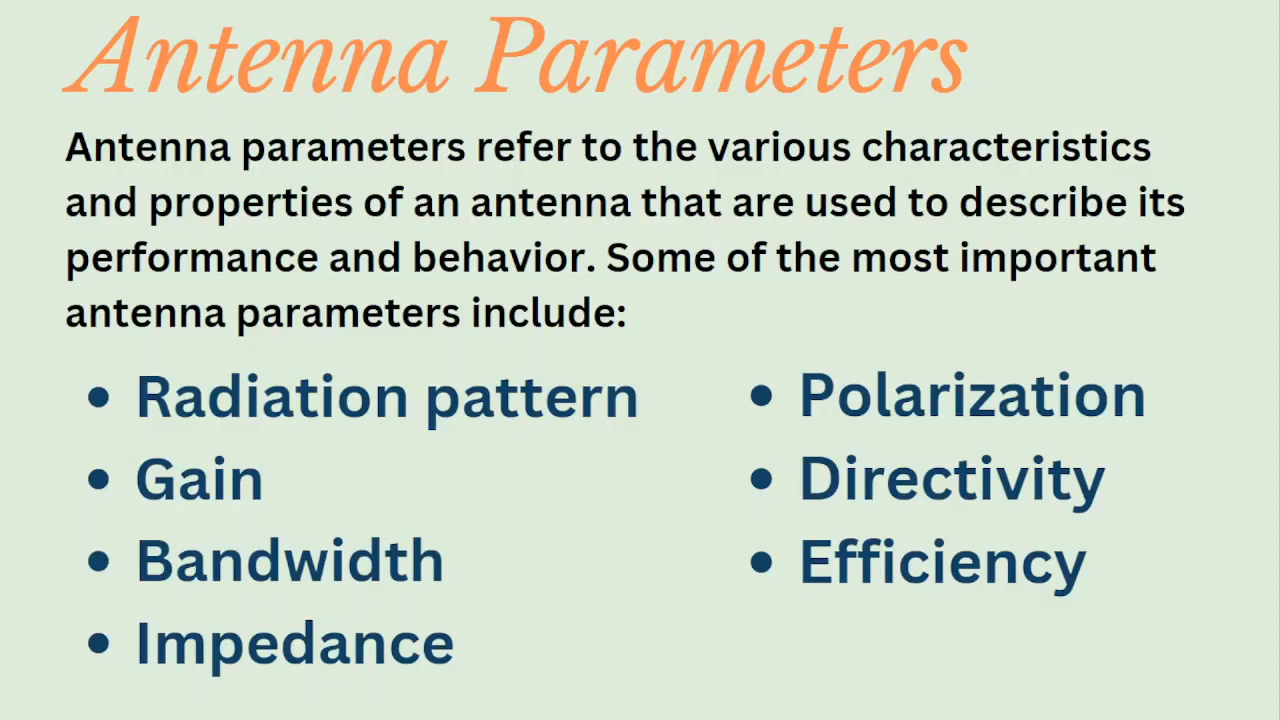 Antenna Parameters
Antenna parameters refer to the various characteristics
and properties of an antenna that are used to describe its
performance and behavior. Some of the most important
antenna parameters include:
• Radiation pattern
• Gain
• Bandwidth
• Impedance
• Polarization
• Directivity
• Efficiency